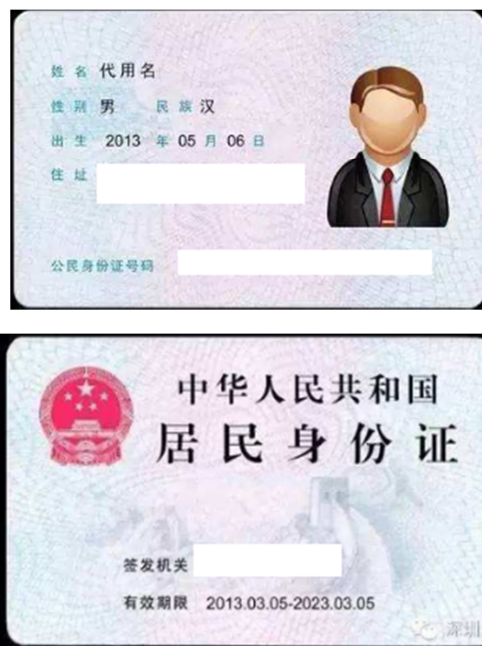 姓名 代用名
性别 男 民族 汉
出生 2013 年 05 月 06 日
住址
公民身份证号码
中华人民共和国
居民身份证
签发机关
有效期限 2013.03.05-2023.03.05
深圳